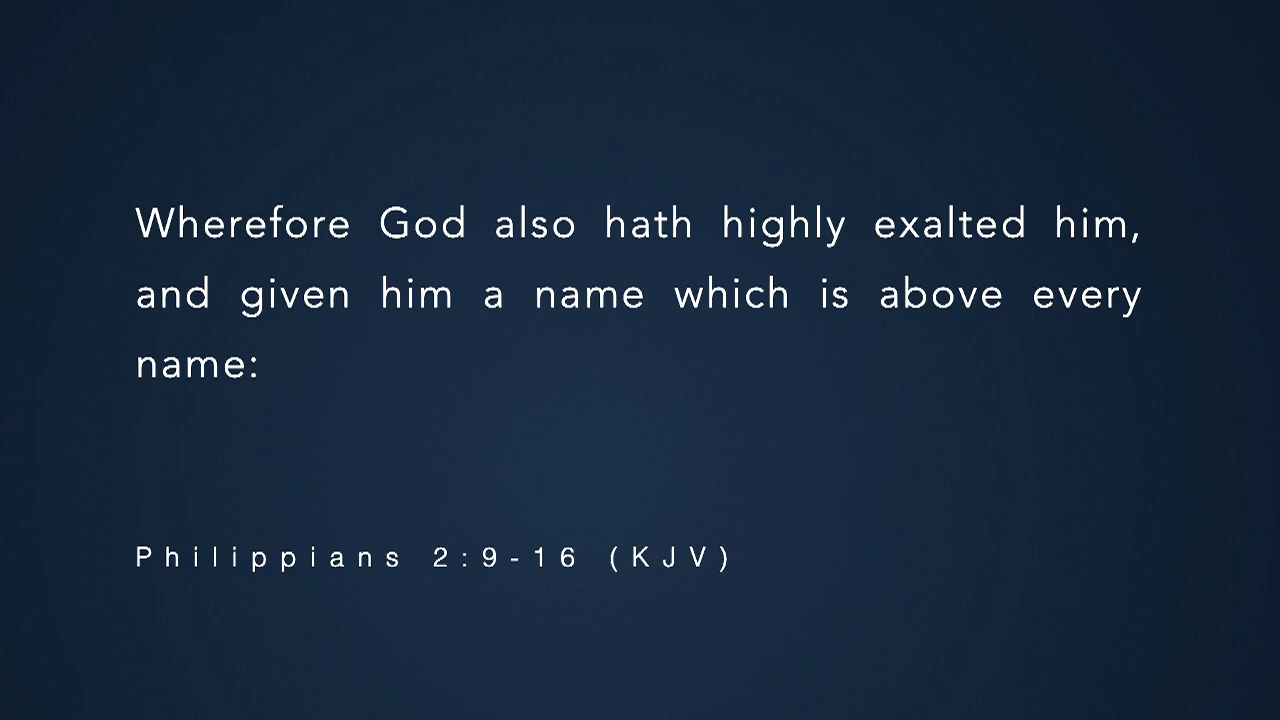 Wherefore God also hath highly exalted him,
and given him a name which is above every
name:
Philippians 2:9-16 (KJV)